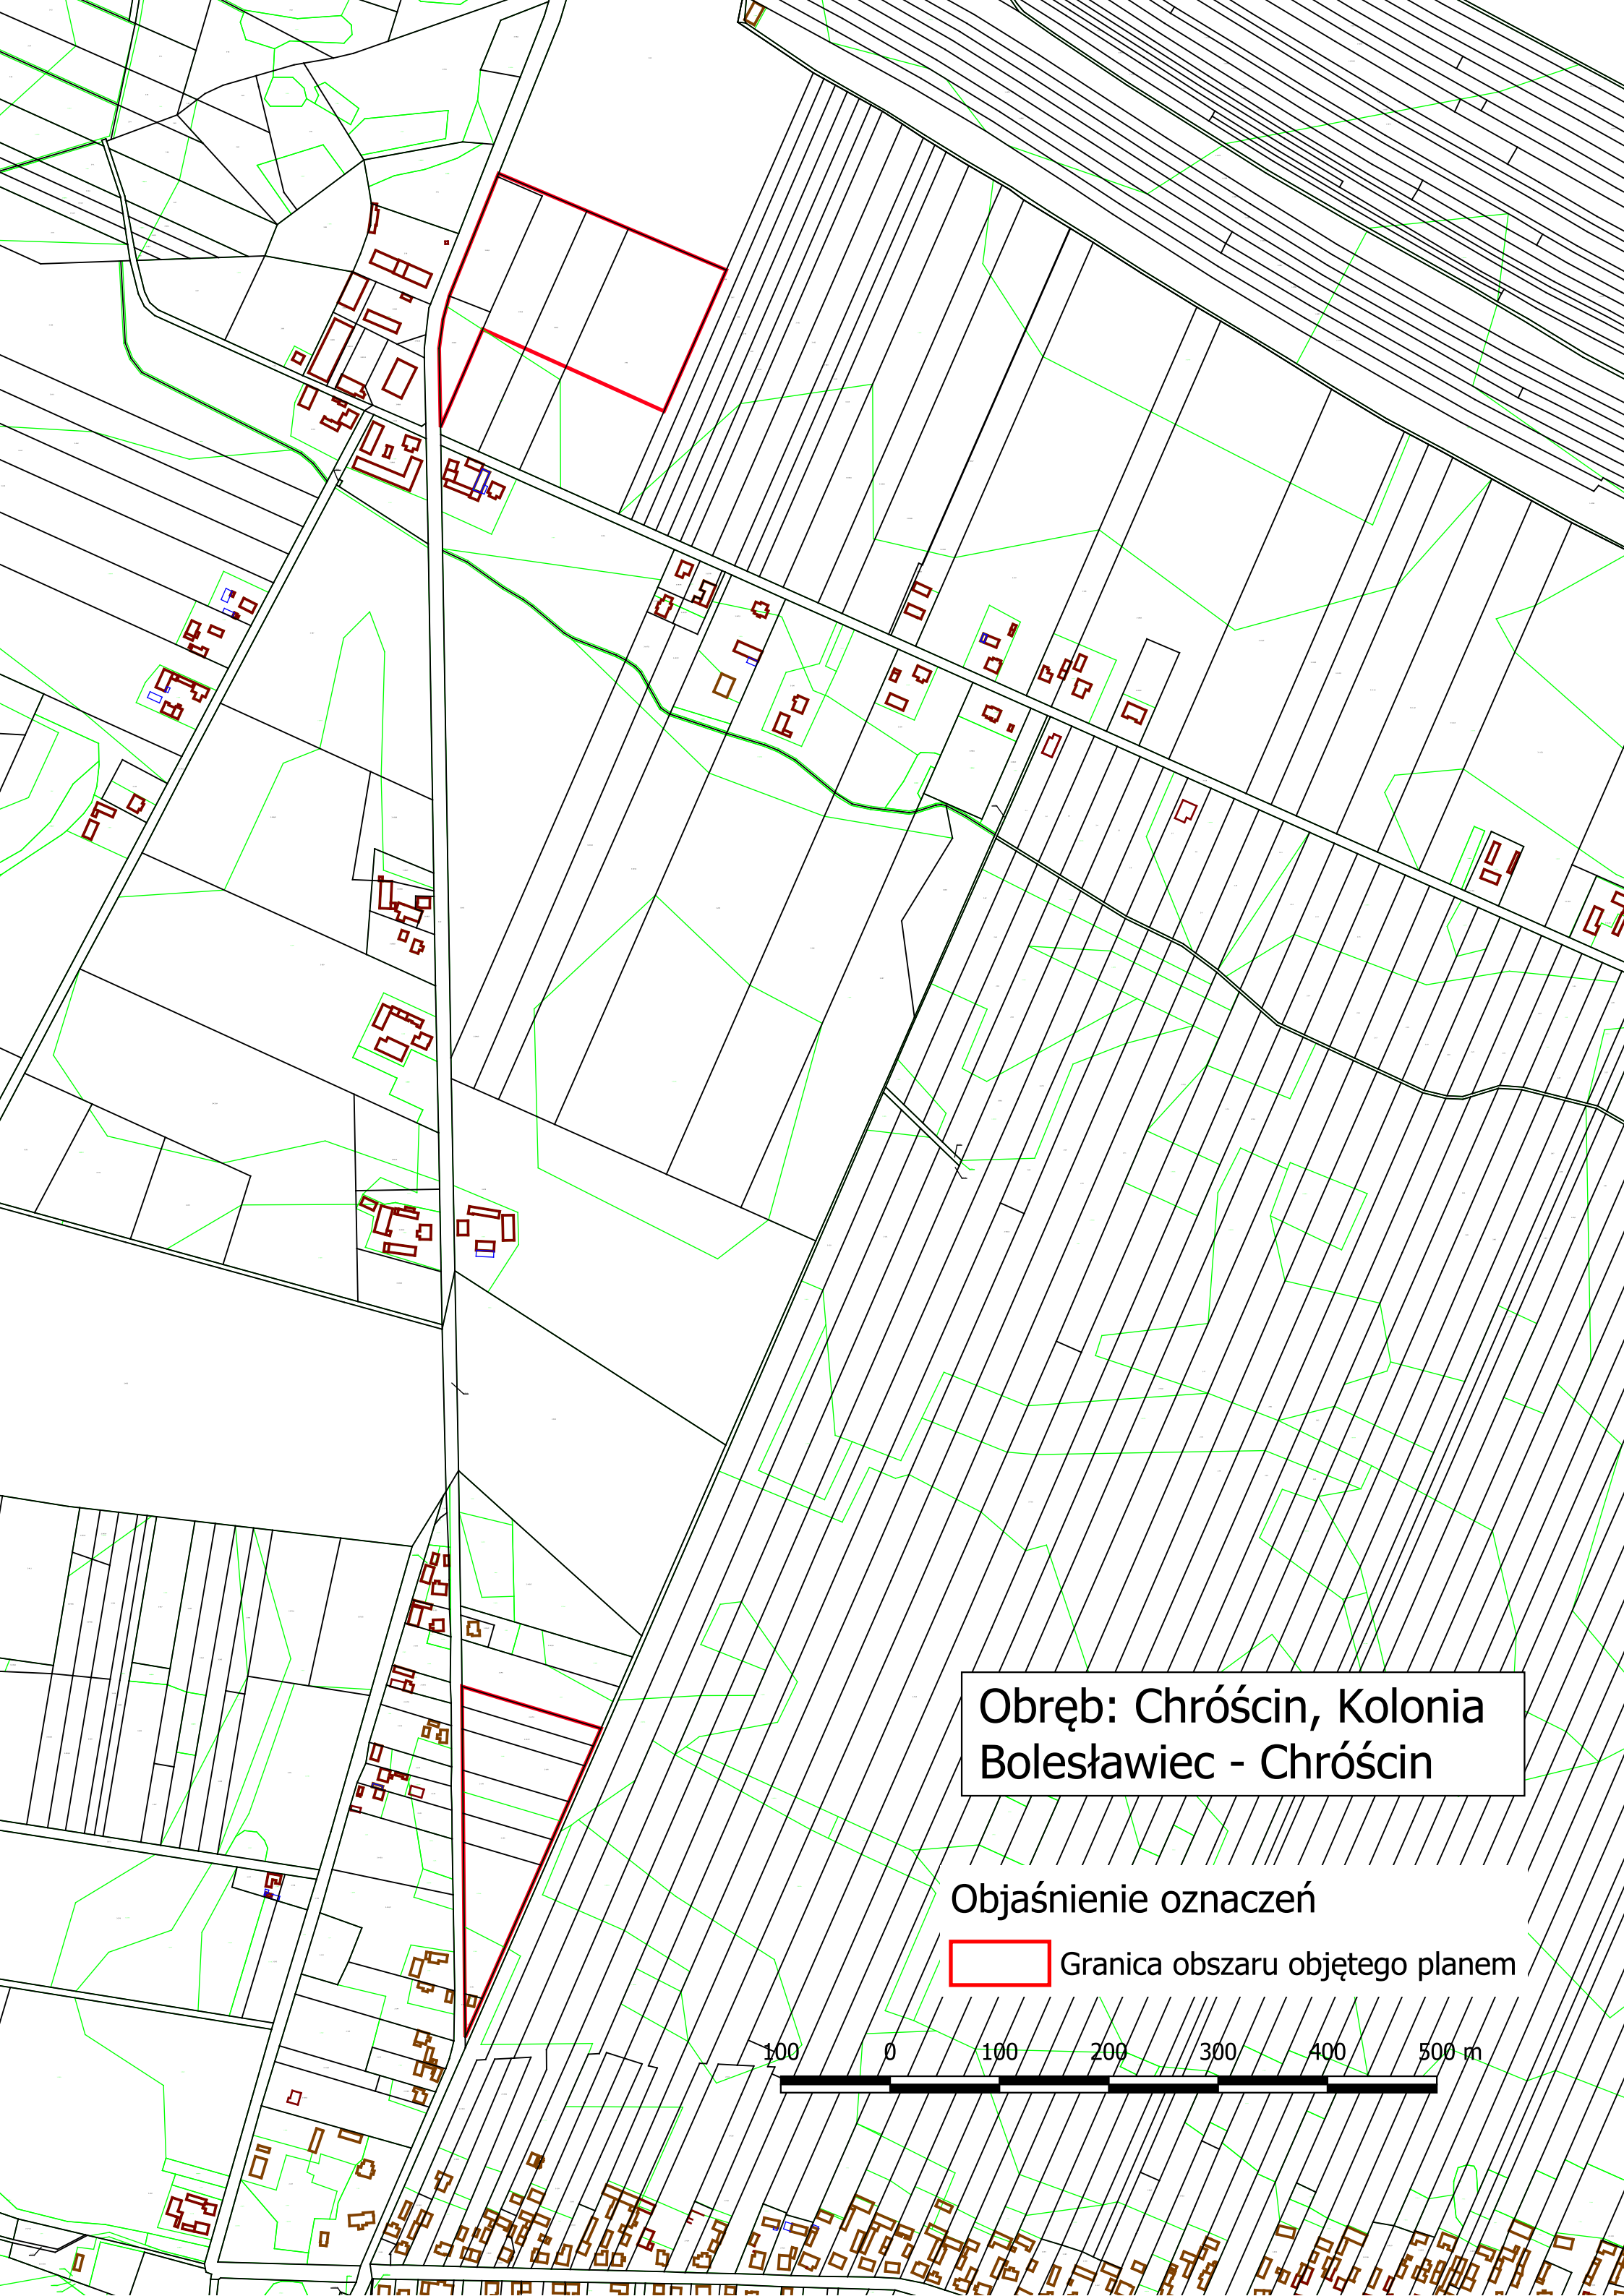 Obręb: Chróścin, Kolonia
Bolesławiec - Chróścin
Objaśnienie oznaczeń
Granica obszaru objętego planem
100 0 100 200 300 400 500 m